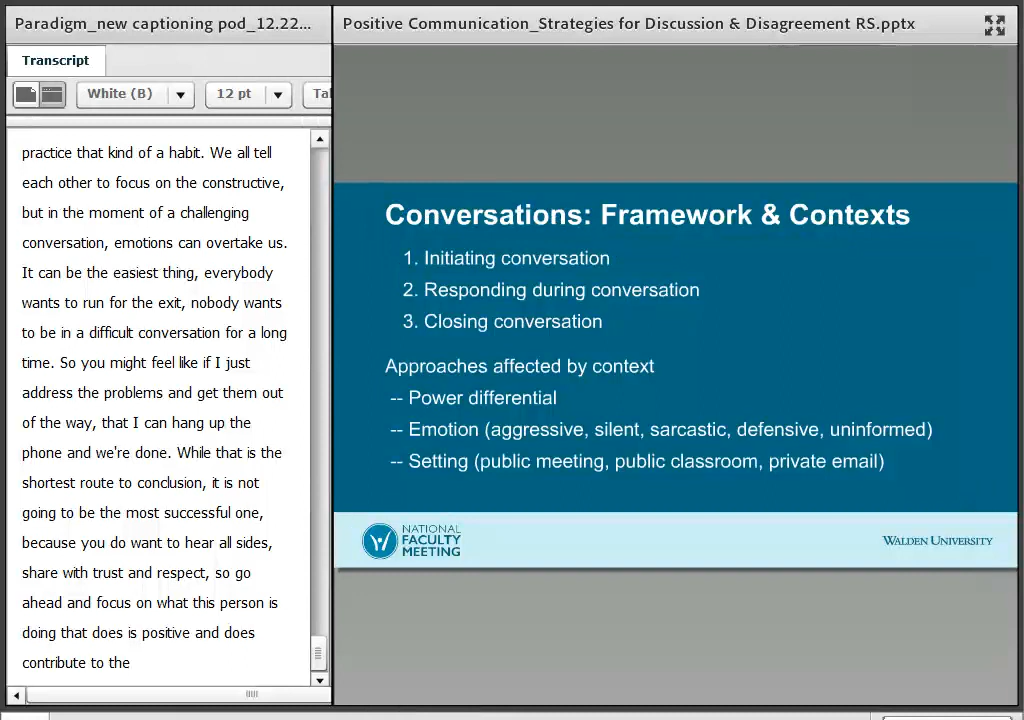 Paradigm_new captioning pod_12.22...
Positive Communication_Strategies for Discussion & Disagreement RS.pptx
Transcript
White (B)
12 pt
Ta
practice that kind of a habit. We all tell
each other to focus on the constructive,
but in the moment of a challenging
conversation, emotions can overtake us.
It can be the easiest thing, everybody
wants to run for the exit, nobody wants
to be in a difficult conversation for a long
time. So you might feel like if I just
address the problems and get them out
of the way, that I can hang up the
phone and we're done. While that is the
shortest route to conclusion, it is not
going to be the most successful one,
because you do want to hear all sides,
share with trust and respect, so go
ahead and focus on what this person is
doing that does is positive and does
contribute to the
Conversations: Framework & Contexts
1. Initiating conversation
2. Responding during conversation
3. Closing conversation
Approaches affected by context
-- Power differential
-- Emotion (aggressive, silent, sarcastic, defensive, uninformed)
-- Setting (public meeting, public classroom, private email)
NATIONAL
FACULTY
MEETING
WALDEN UNIVERSITY